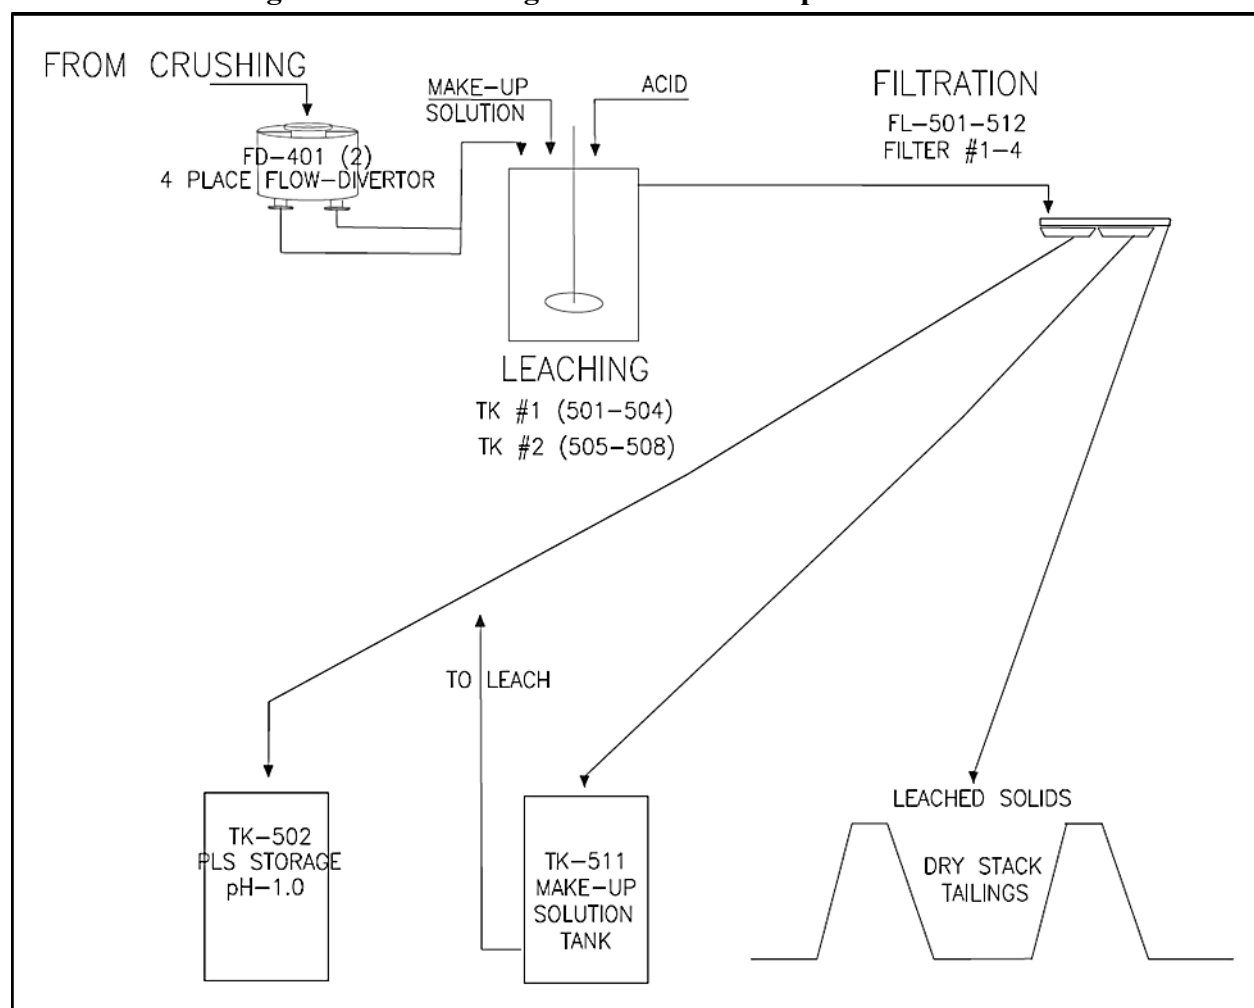 FROM CRUSHING
FD-401 (2)
4 PLACE FLOW-DIVERTOR
MAKE-UP
SOLUTION
ACID
FILTRATION
FL-501-512
FILTER #1-4
LEACHING
TK #1 (501-504)
TK #2 (505-508)
TO LEACH
TK-502
PLS STORAGE
pH-1.0
TK-511
MAKE-UP
SOLUTION
TANK
LEACHED SOLIDS
DRY STACK
TAILINGS